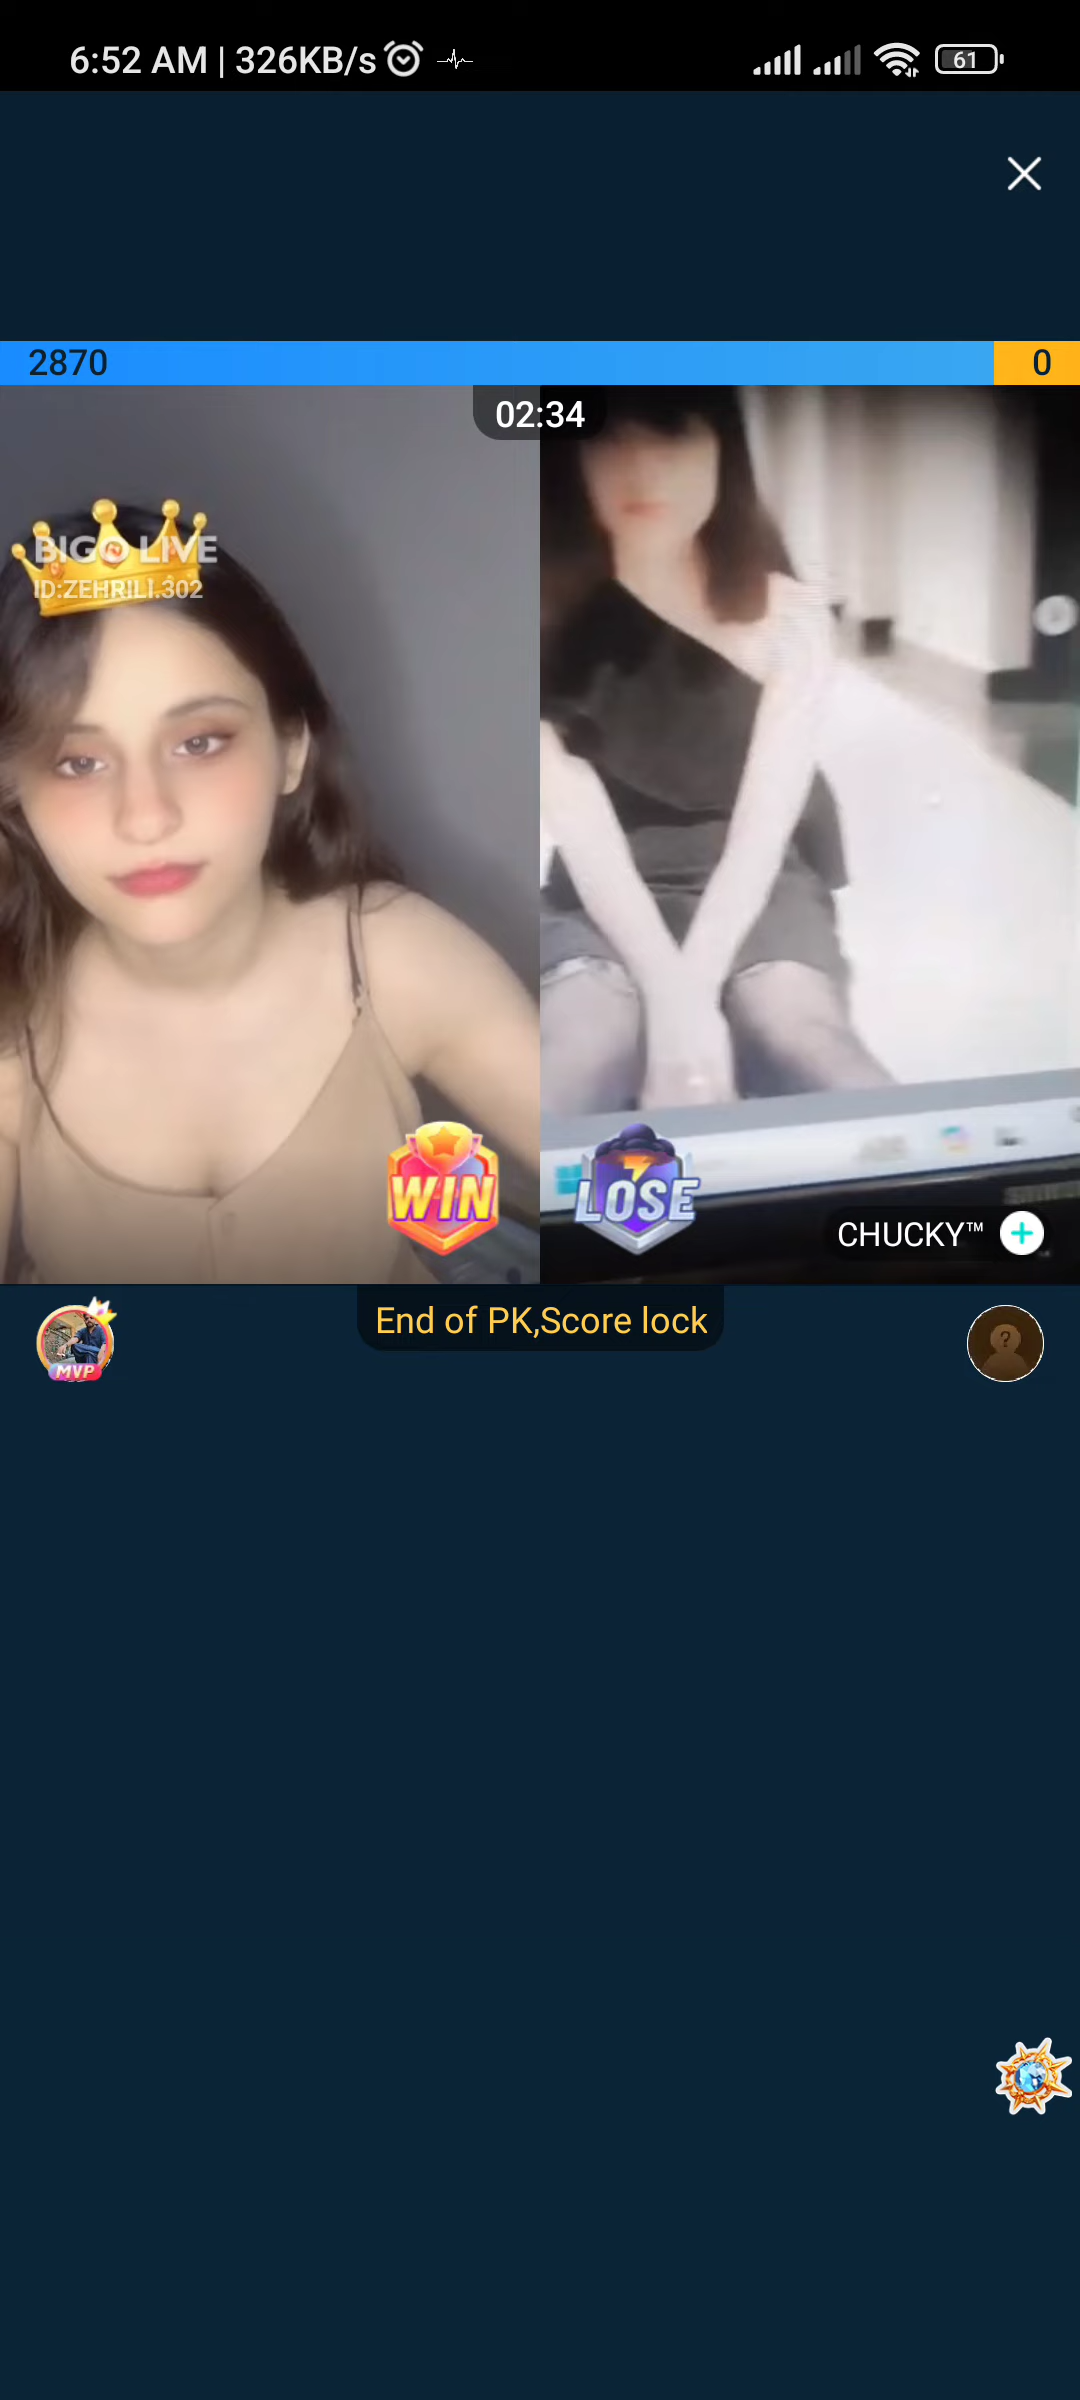 6:52 AM | 326KB/s
61
2870
0
02:34
BIGO LIVE
ID:ZEHRILI.302
WIN
LOSE
CHUCKY™
End of PK,Score lock
MVP
?